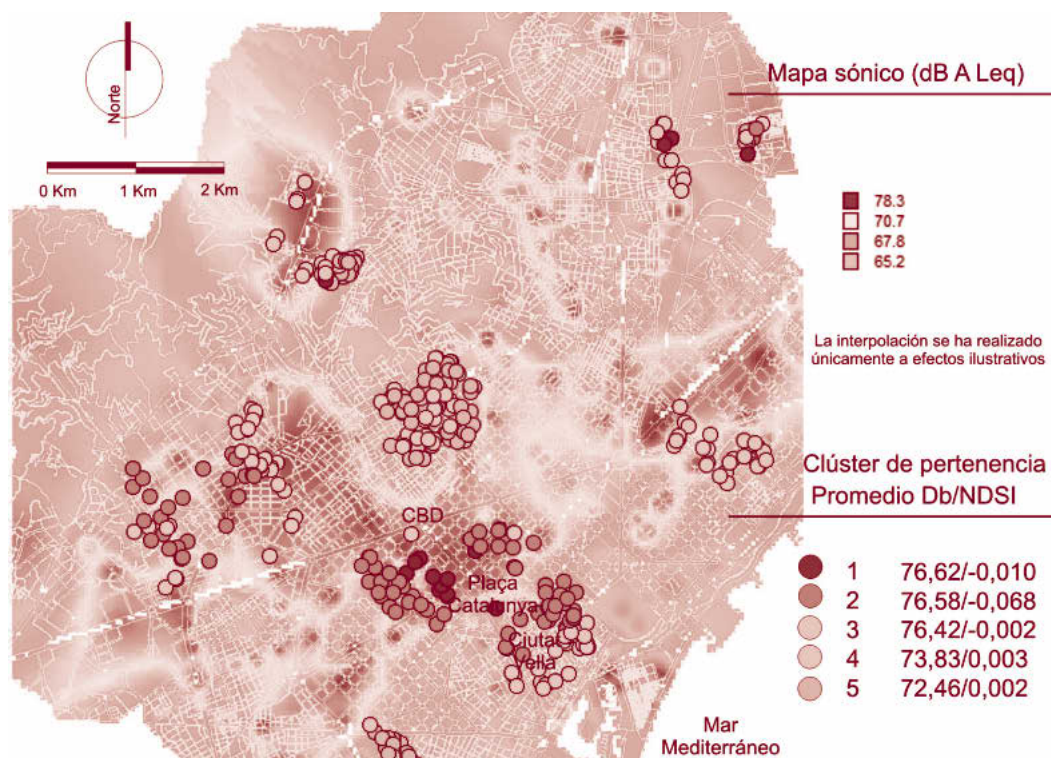 Norte
0 Km 1 Km 2 Km
Mapa sónico (dB A Leq)
78.3
70.7
67.8
65.2
La interpolación se ha realizado
únicamente a efectos ilustrativos
Clúster de pertenencia
Promedio Db/NDSI
1 76,62/-0,010
2 76,58/-0,068
3 76,42/-0,002
4 73,83/0,003
5 72,46/0,002
CBD
Plaça
Catalunya
Ciutat
Vella
Mar
Mediterráneo